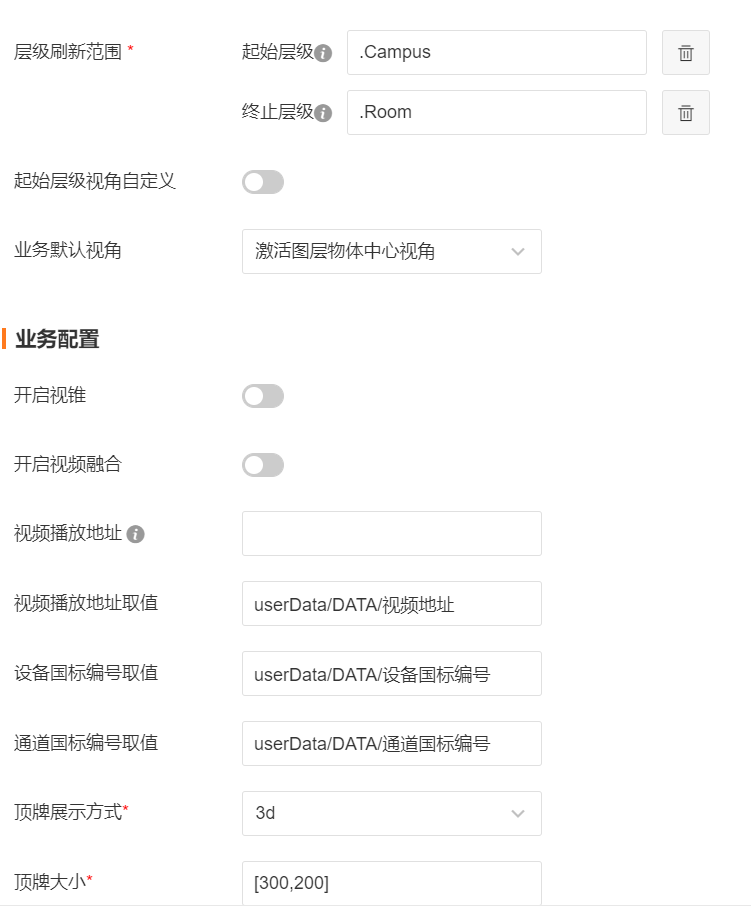 层级刷新范围 * 起始层级 .Campus
终止层级 .Room
起始层级视角自定义
业务默认视角 激活图层物体中心视角
业务配置
开启视锥
开启视频融合
视频播放地址
视频播放地址取值 userData/DATA/视频地址
设备国标编号取值 userData/DATA/设备国标编号
通道国标编号取值 userData/DATA/通道国标编号
顶牌展示方式* 3d
顶牌大小* [300,200]